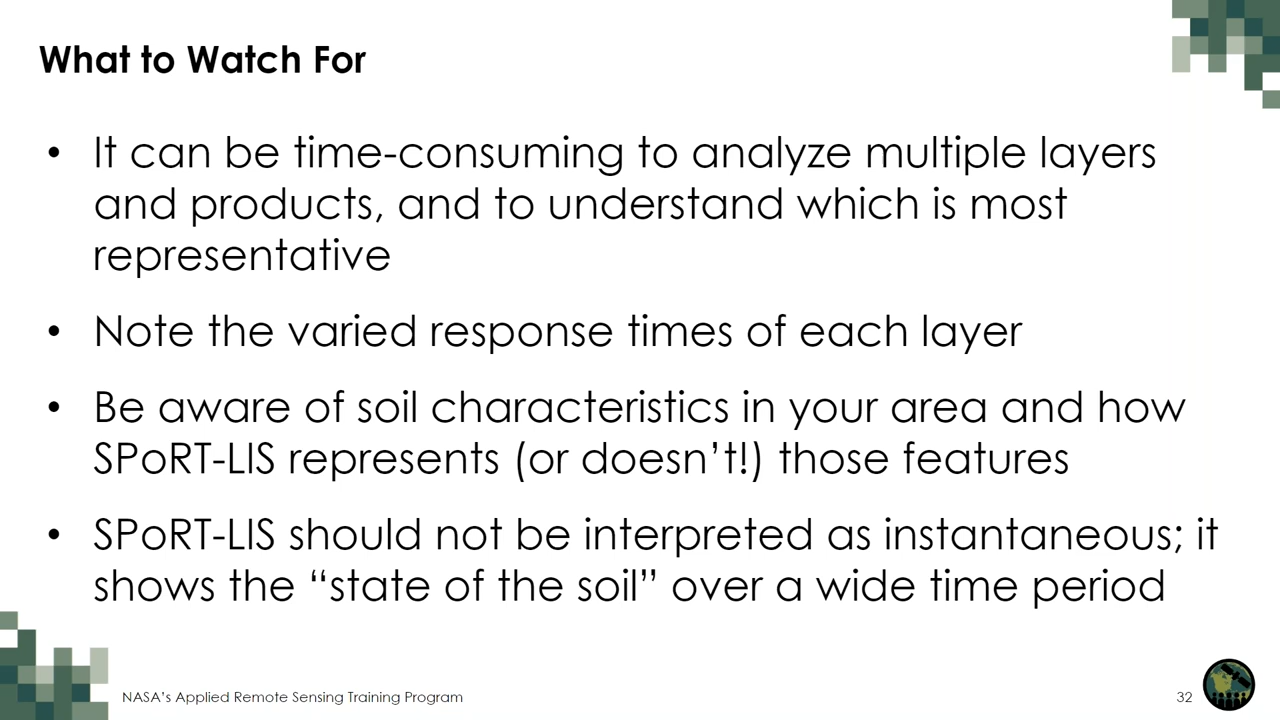 What to Watch For
• It can be time-consuming to analyze multiple layers
and products, and to understand which is most
representative
• Note the varied response times of each layer
• Be aware of soil characteristics in your area and how
SPoRT-LIS represents (or doesn’t!) those features
• SPoRT-LIS should not be interpreted as instantaneous; it
shows the “state of the soil” over a wide time period
NASA’s Applied Remote Sensing Training Program
32